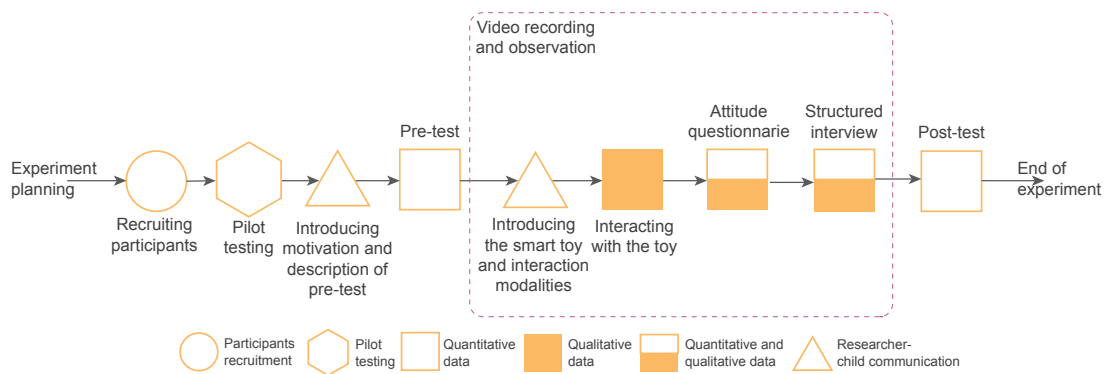 Video recording
and observation
Experiment
planning
Recruiting
participants
Pilot
testing
Introducing
motivation and
description of
pre-test
Pre-test
Introducing
the smart toy
and interaction
modalities
Interacting
with the toy
Attitude
questionnarie
Structured
interview
Post-test
End of
experiment
Participants
recruitment
Pilot
testing
Quantitative
data
Qualitative
data
Quantitative and
qualitative data
Researcher-
child communication